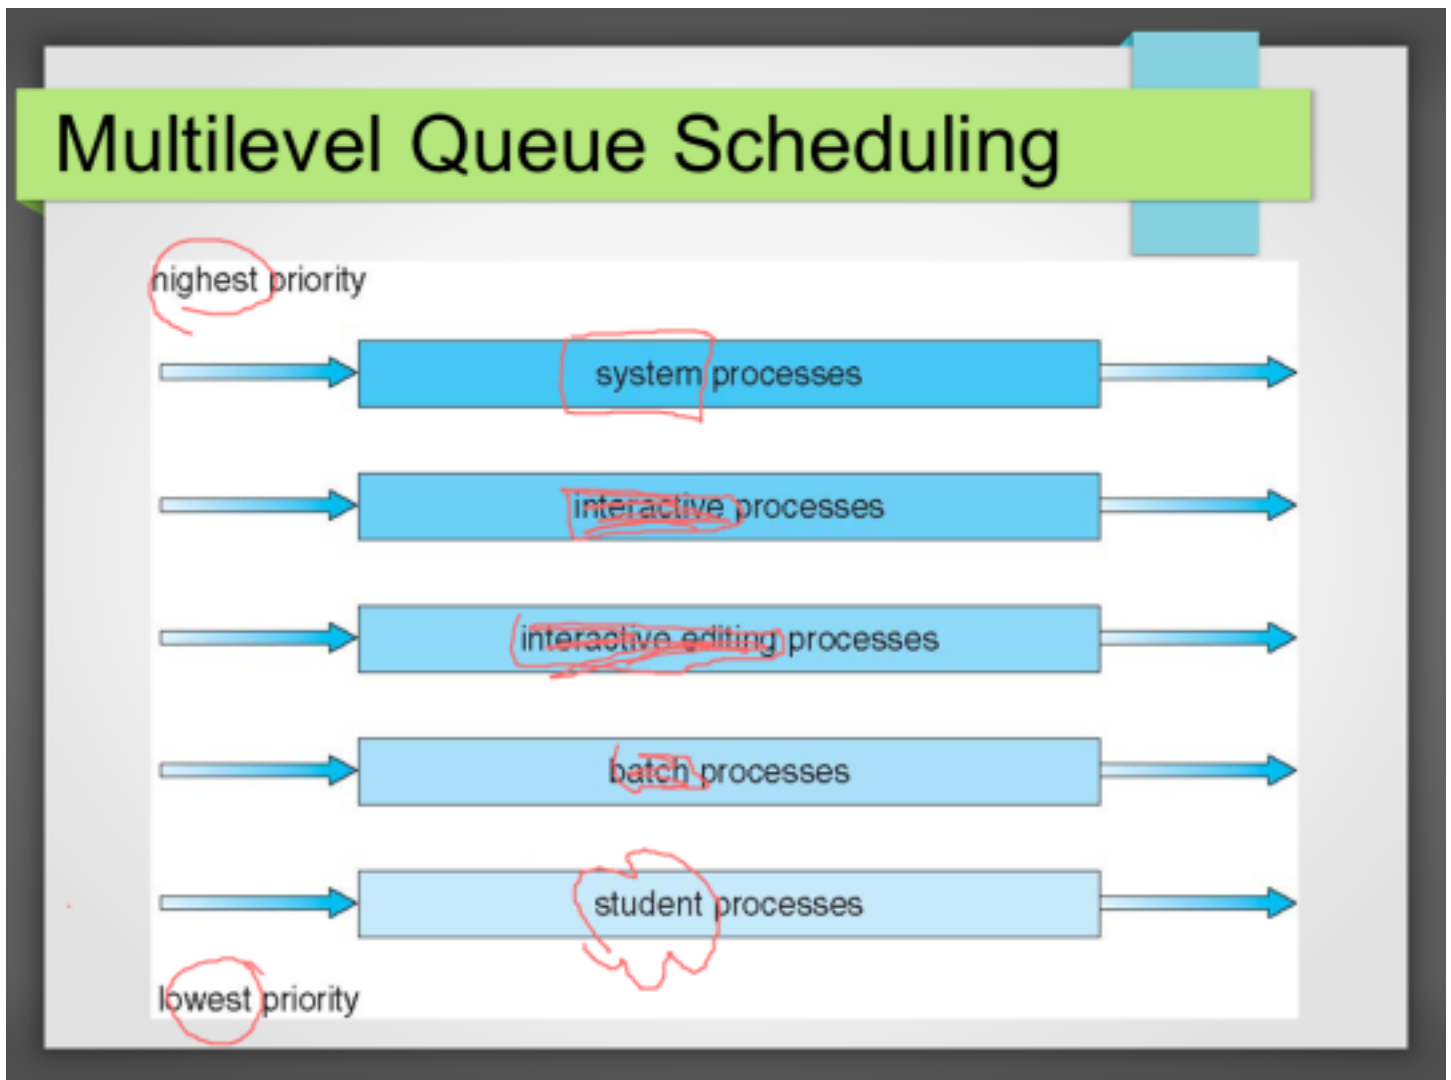 Multilevel Queue Scheduling
highest priority
system processes
interactive processes
interactive editing processes
batch processes
student processes
lowest priority